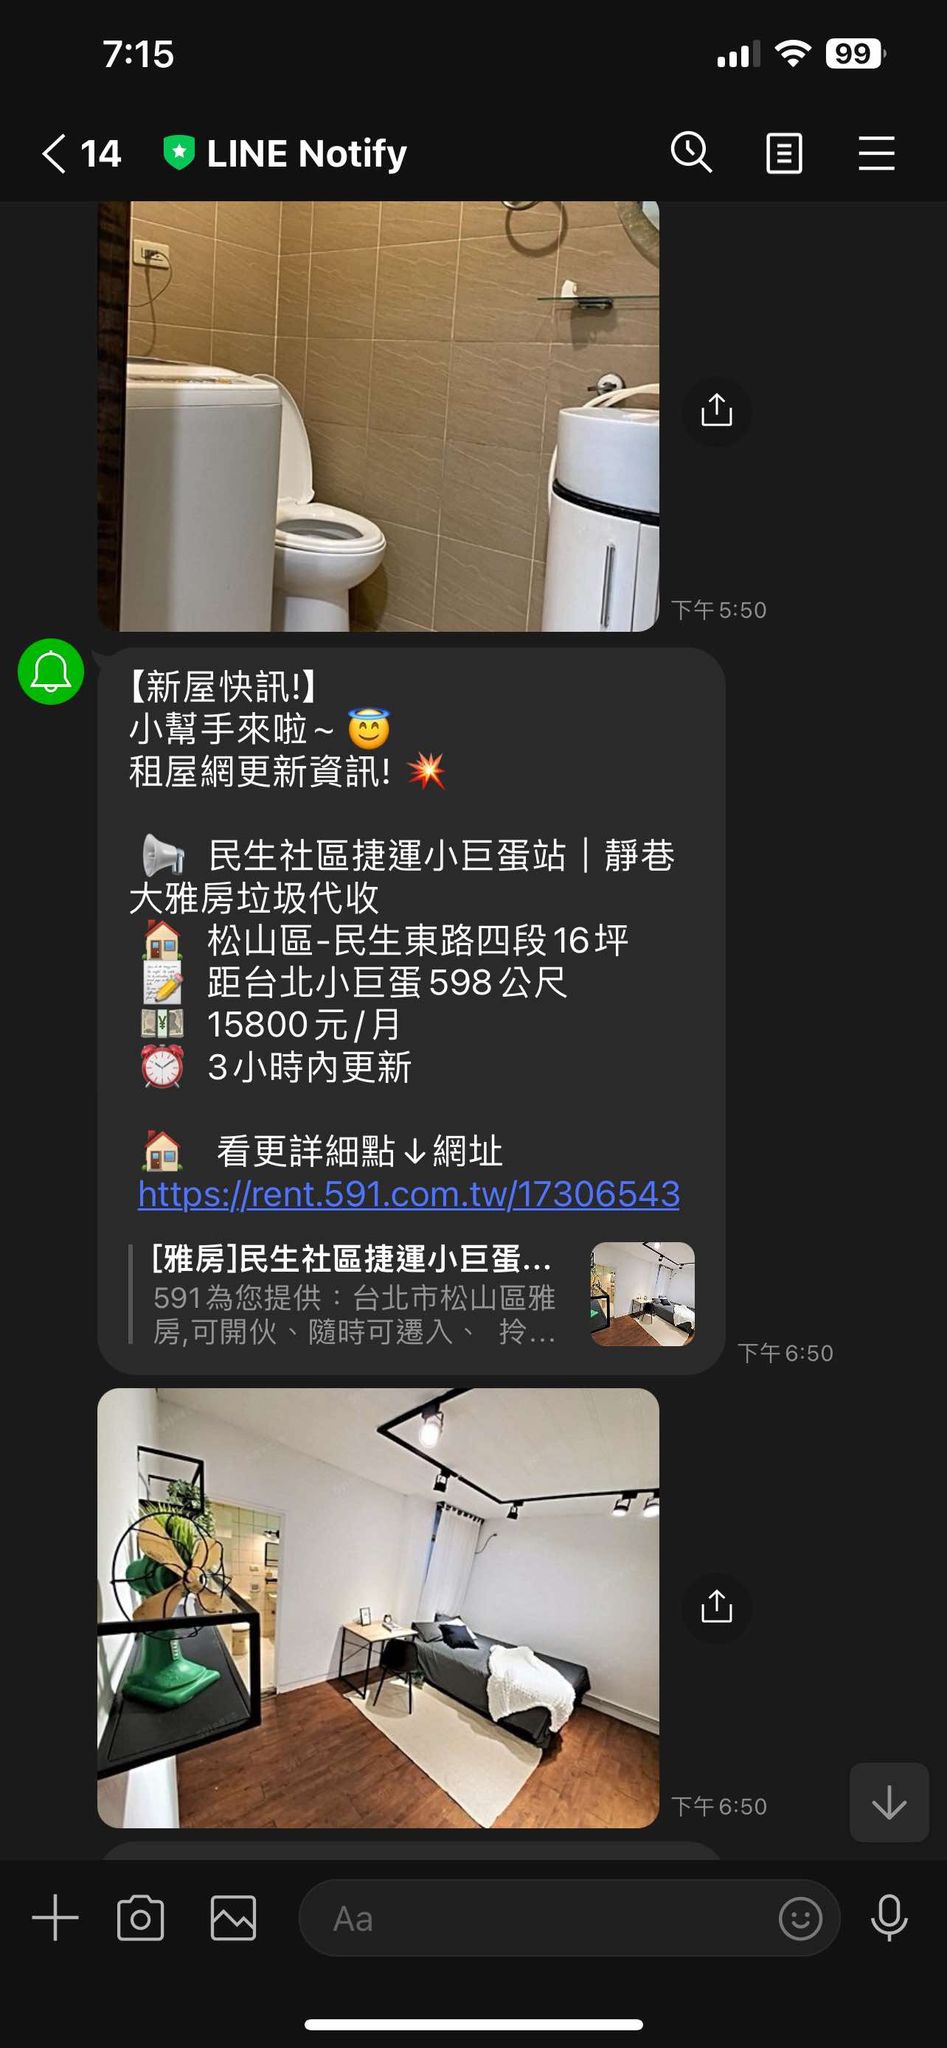 7:15
99
14 LINE Notify
下午5:50
【新屋快訊!】
小幫手來啦~ 😇
租屋網更新資訊! 💥
📢 民生社區捷運小巨蛋站｜靜巷
大雅房垃圾代收
🏠 松山區-民生東路四段16坪
📝 距台北小巨蛋598公尺
💴 15800元/月
⏰ 3小時內更新
🏠 看更詳細點↓網址
https://rent.591.com.tw/17306543
[雅房]民生社區捷運小巨蛋...
591為您提供：台北市松山區雅
房,可開伙、隨時可遷入、 拎...
下午6:50
下午6:50
Aa